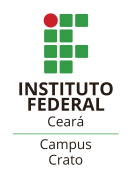 INSTITUTO
FEDERAL
Ceará
Campus
Crato